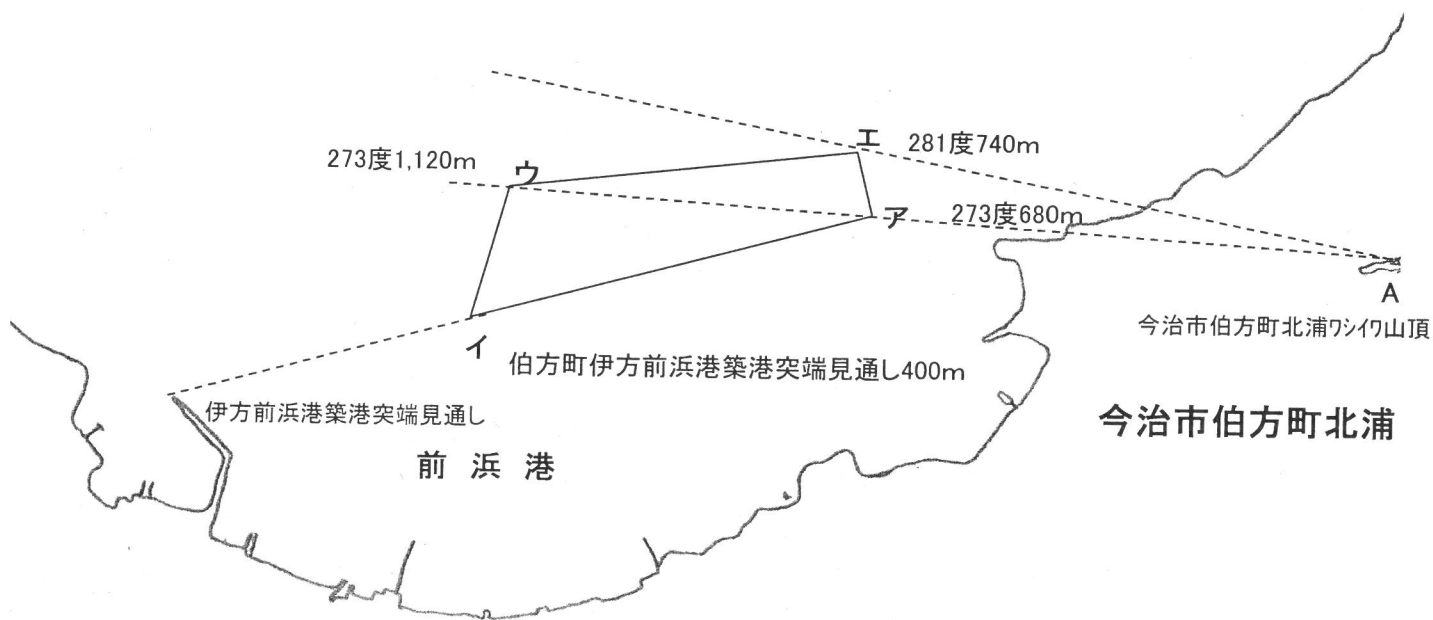 エ
281度740m
273度1,120m
ウ
ア
273度680m
A
今治市伯方町北浦ワシイワ山頂
イ
伯方町伊方前浜港築港突端見通し400m
伊方前浜港築港突端見通し
今治市伯方町北浦
前浜港